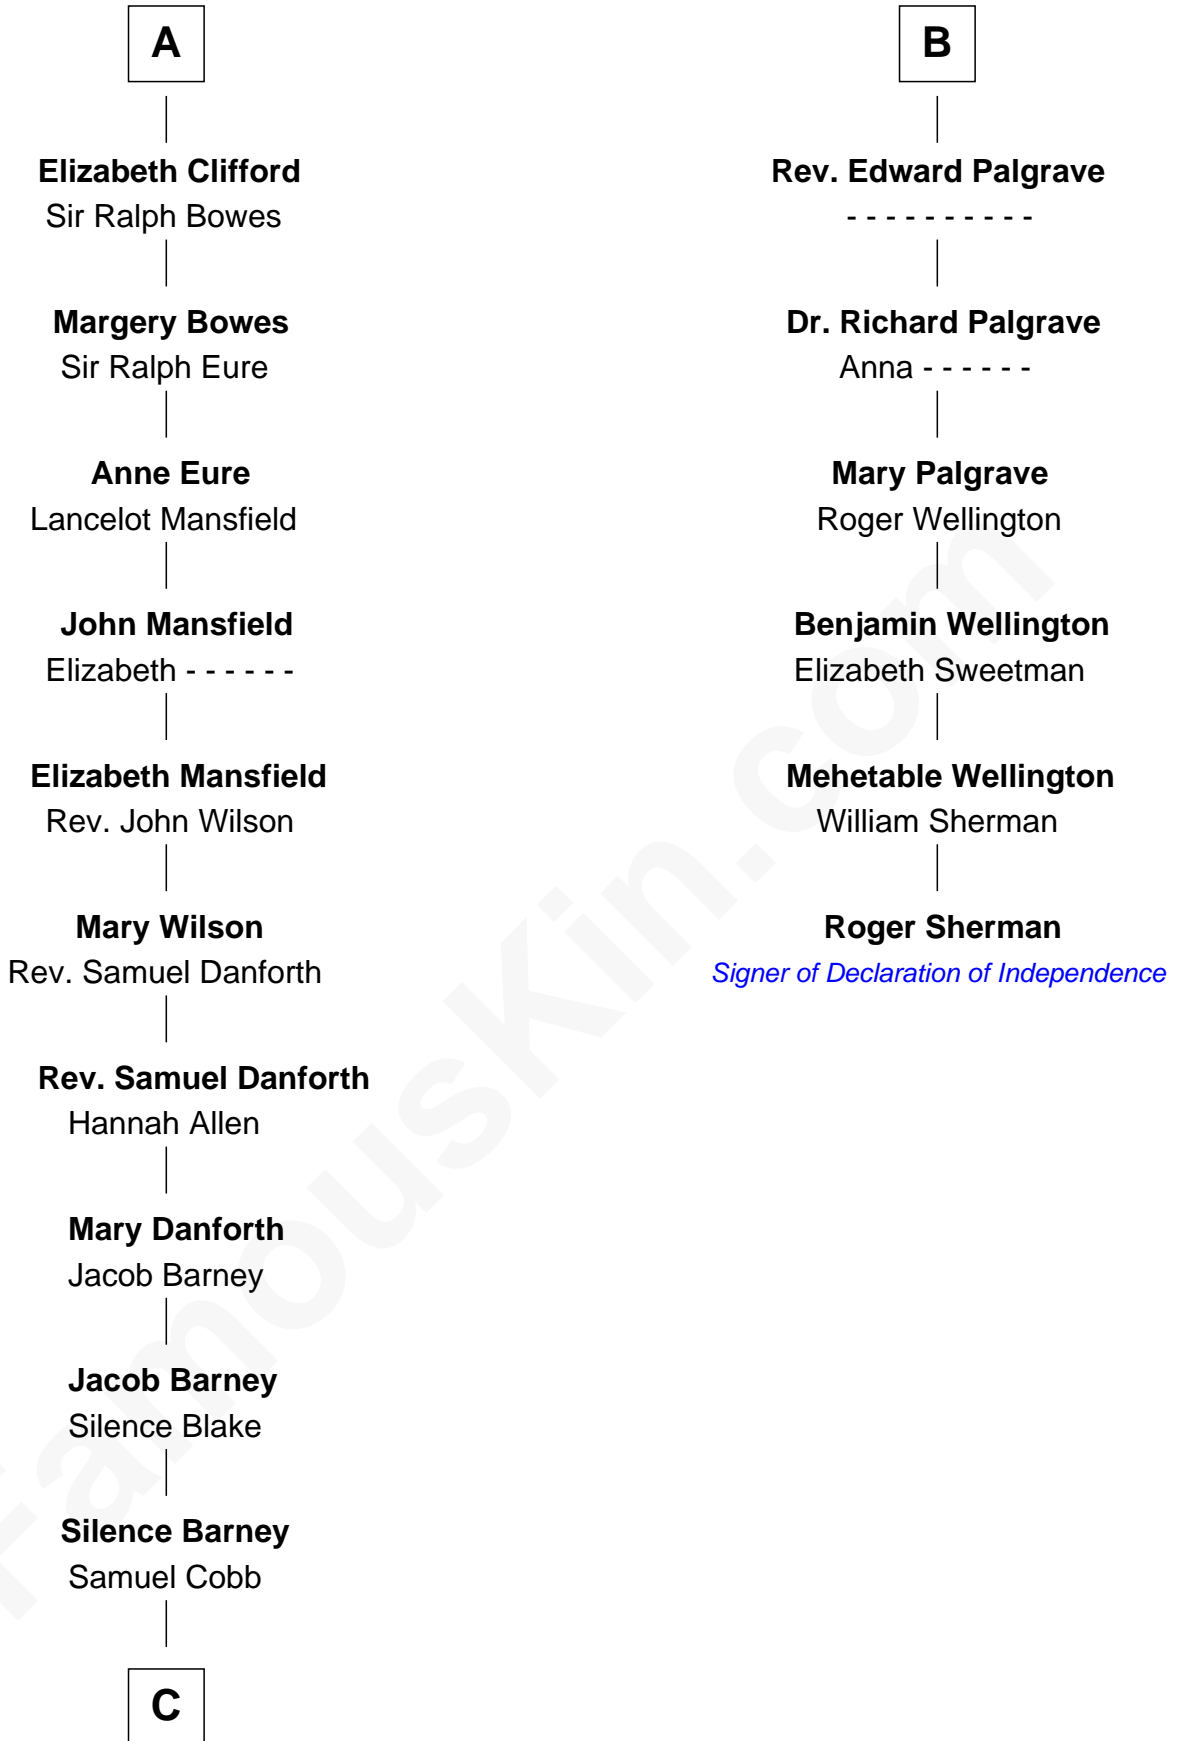 A
Elizabeth Clifford
Sir Ralph Bowes
Margery Bowes
Sir Ralph Eure
Anne Eure
Lancelot Mansfield
John Mansfield
Elizabeth - - - - - -
Elizabeth Mansfield
Rev. John Wilson
Mary Wilson
Rev. Samuel Danforth
Rev. Samuel Danforth
Hannah Allen
Mary Danforth
Jacob Barney
Jacob Barney
Silence Blake
Silence Barney
Samuel Cobb
C
B
Rev. Edward Palgrave
- - - - - - - - - -
Dr. Richard Palgrave
Anna - - - - - -
Mary Palgrave
Roger Wellington
Benjamin Wellington
Elizabeth Sweetman
Mehetable Wellington
William Sherman
Roger Sherman
Signer of Declaration of Independence
FamousKin.com